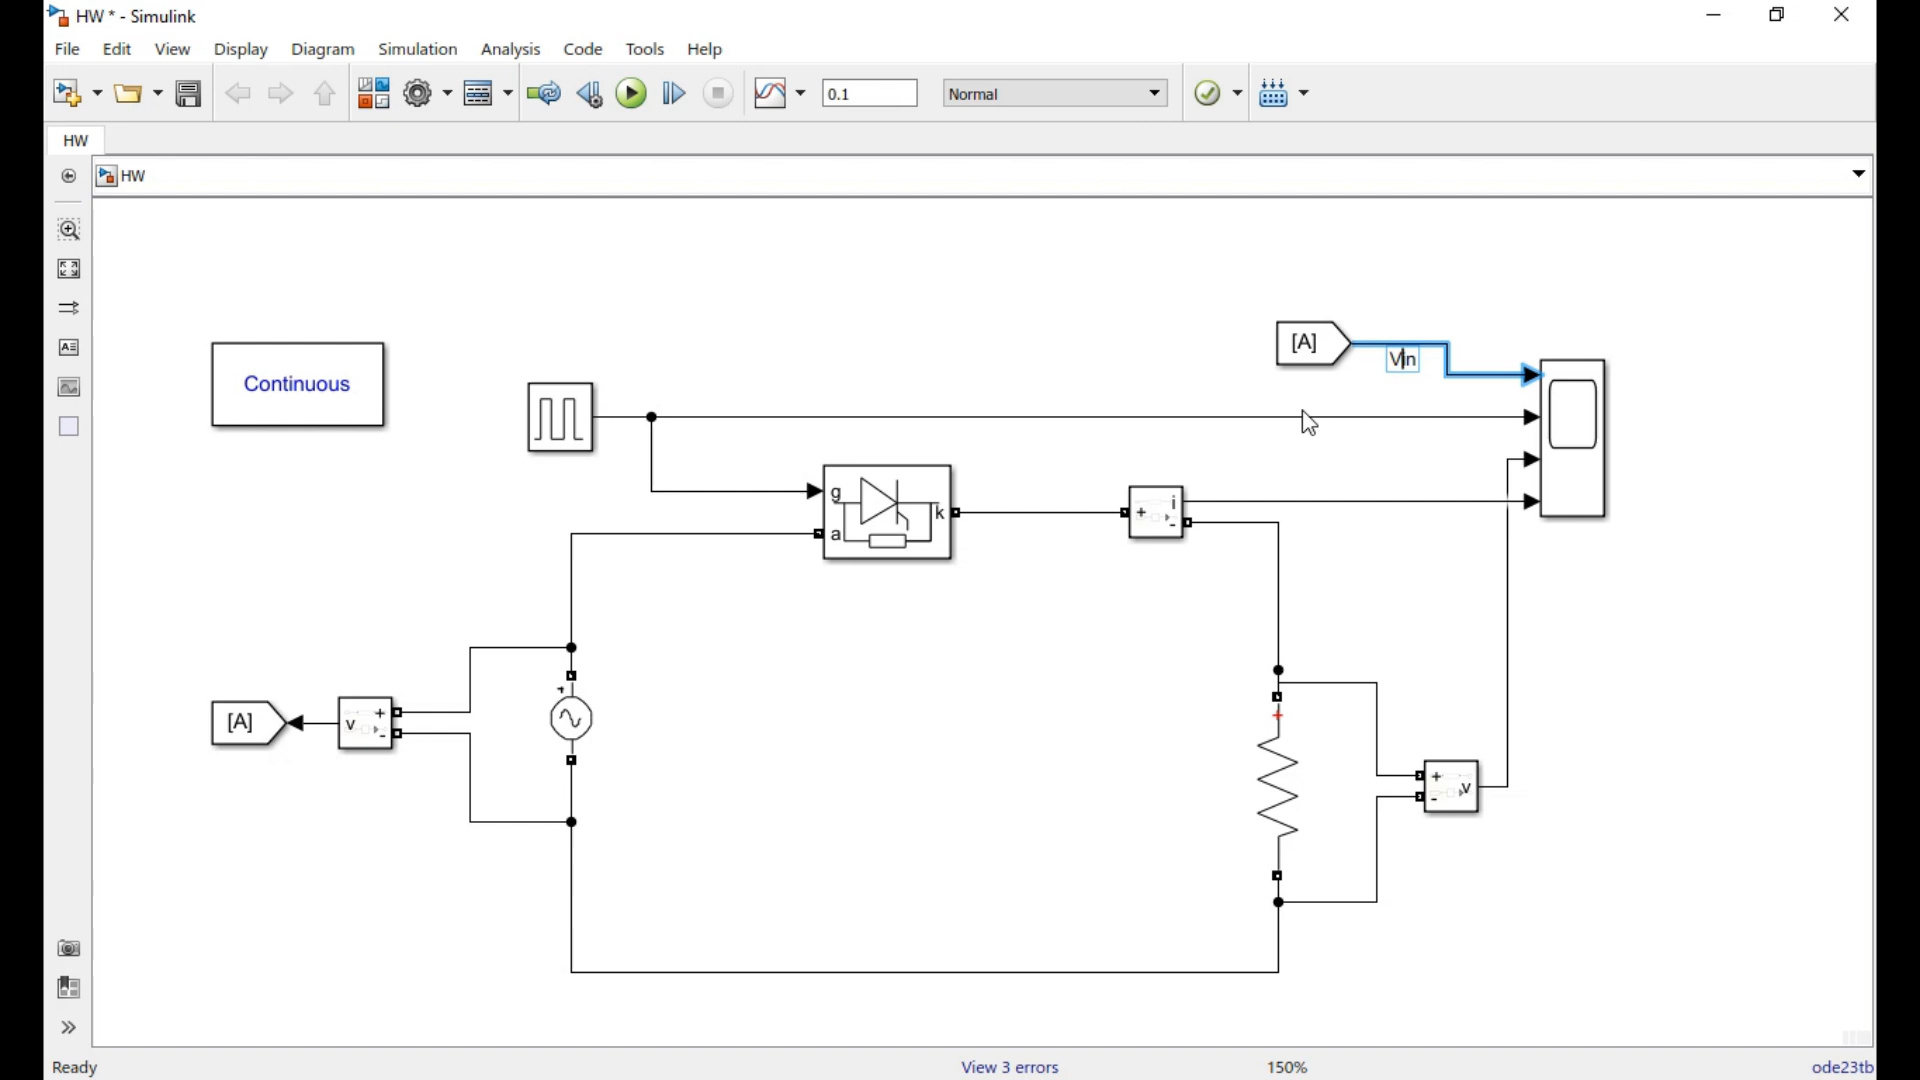 HW * - Simulink
File Edit View Display Diagram Simulation Analysis Code Tools Help
0.1 Normal
HW
HW
[A]
Vin
Continuous
g
k
a
+ i
-
[A]
v +
-
+
+
+ v
-
Ready View 3 errors 150% ode23tb